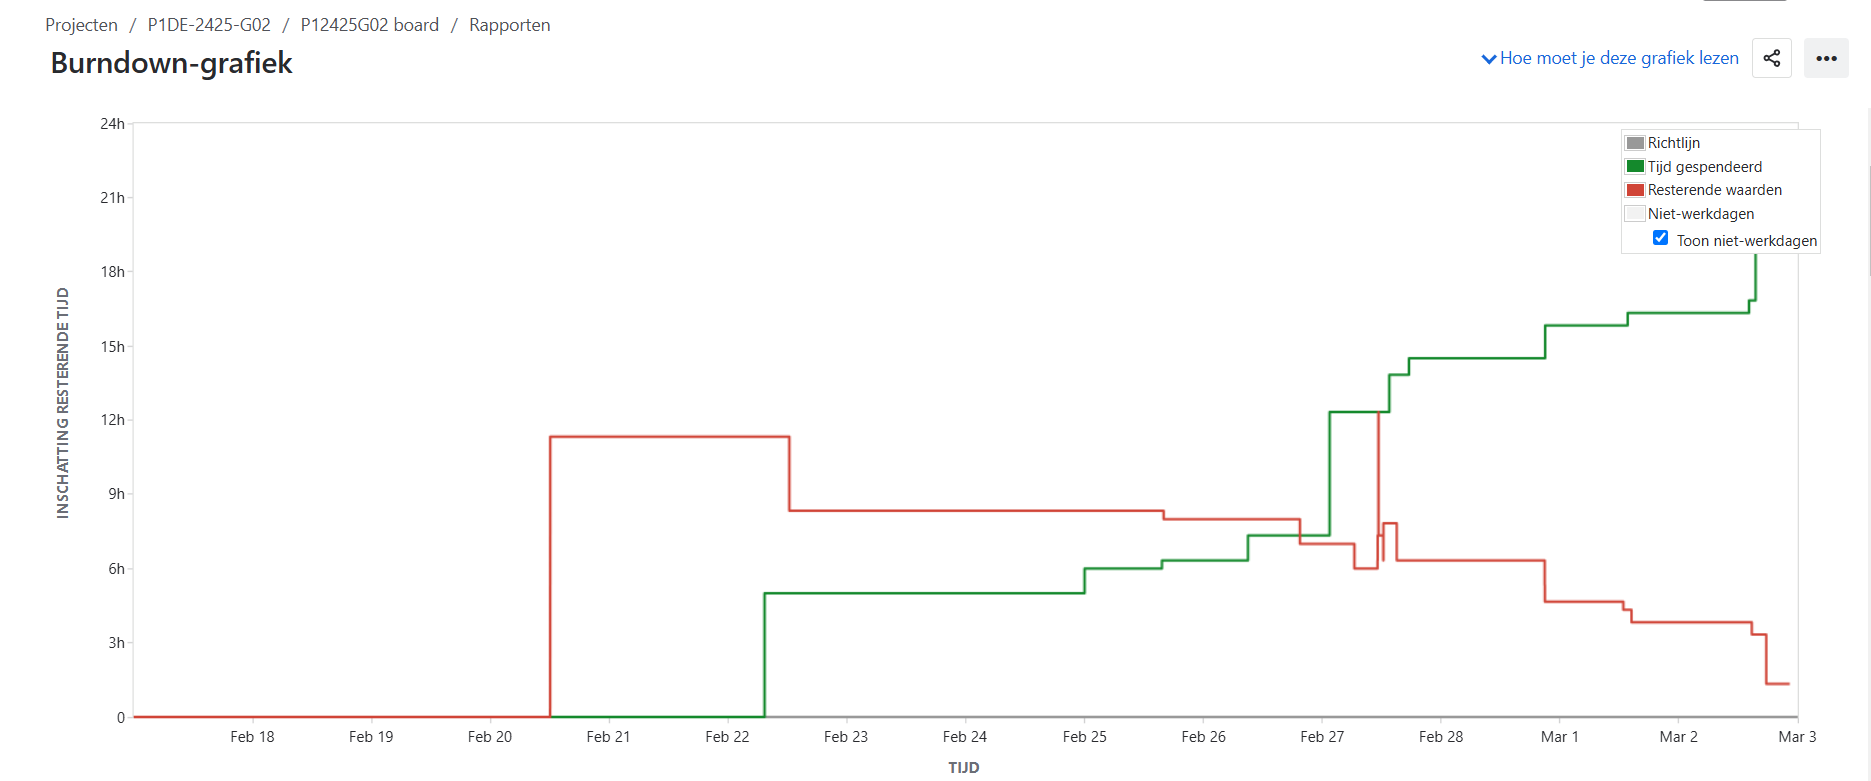 Projecten / P1DE-2425-G02 / P12425G02 board / Rapporten
Burndown-grafiek
Hoe moet je deze grafiek lezen
24h
21h
18h
15h
12h
9h
6h
3h
0
INSCHATTING RESTERENDE TIJD
Richtlijn
Tijd gespendeerd
Resterende waarden
Niet-werkdagen
Toon niet-werkdagen
Feb 18 Feb 19 Feb 20 Feb 21 Feb 22 Feb 23 Feb 24 Feb 25 Feb 26 Feb 27 Feb 28 Mar 1 Mar 2 Mar 3
TIJD